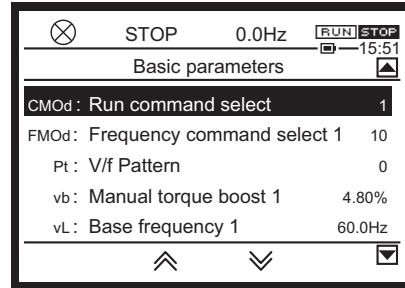 STOP 0.0Hz RUN STOP
15:51
Basic parameters
CMOd : Run command select 1
FMOd : Frequency command select 1 10
Pt : V/f Pattern 0
vb : Manual torque boost 1 4.80%
vL : Base frequency 1 60.0Hz